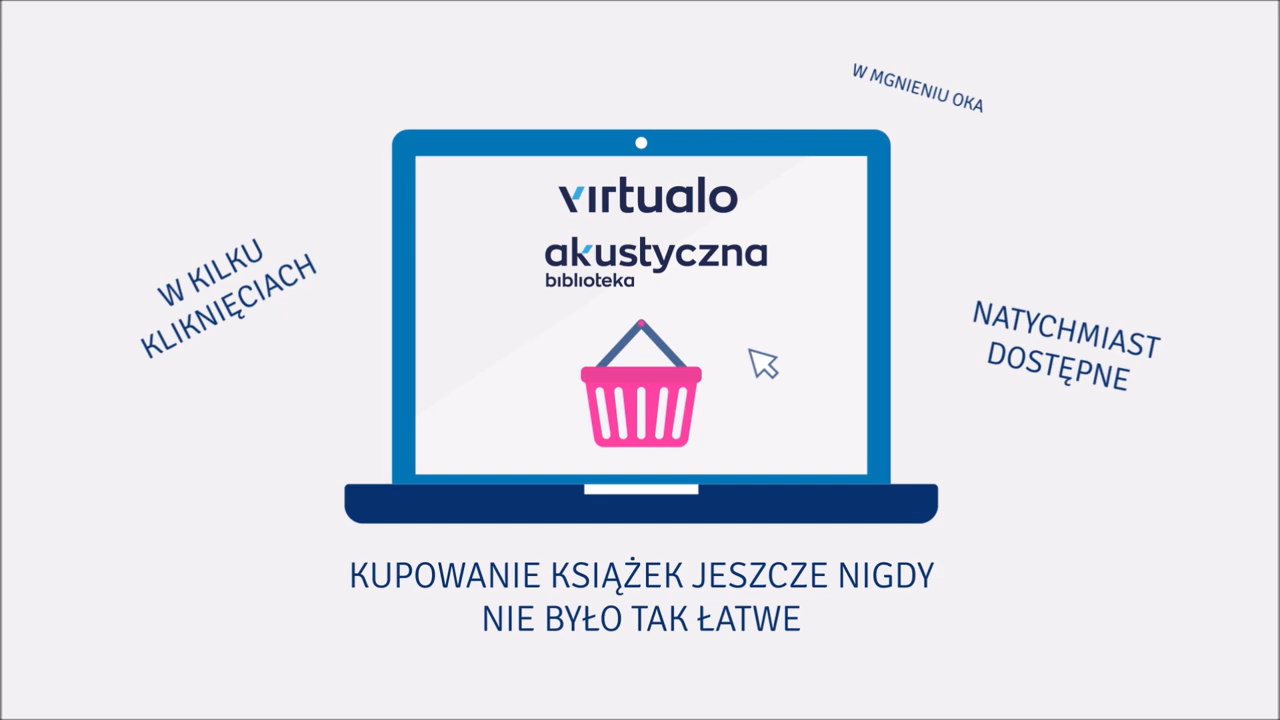 W MGNIENIU OKA
virtualo
akustyczna
biblioteka
W KILKU
KLIKNIĘCIACH
NATYCHMIAST
DOSTĘPNE
KUPOWANIE KSIĄŻEK JESZCZE NIGDY
NIE BYŁO TAK ŁATWE